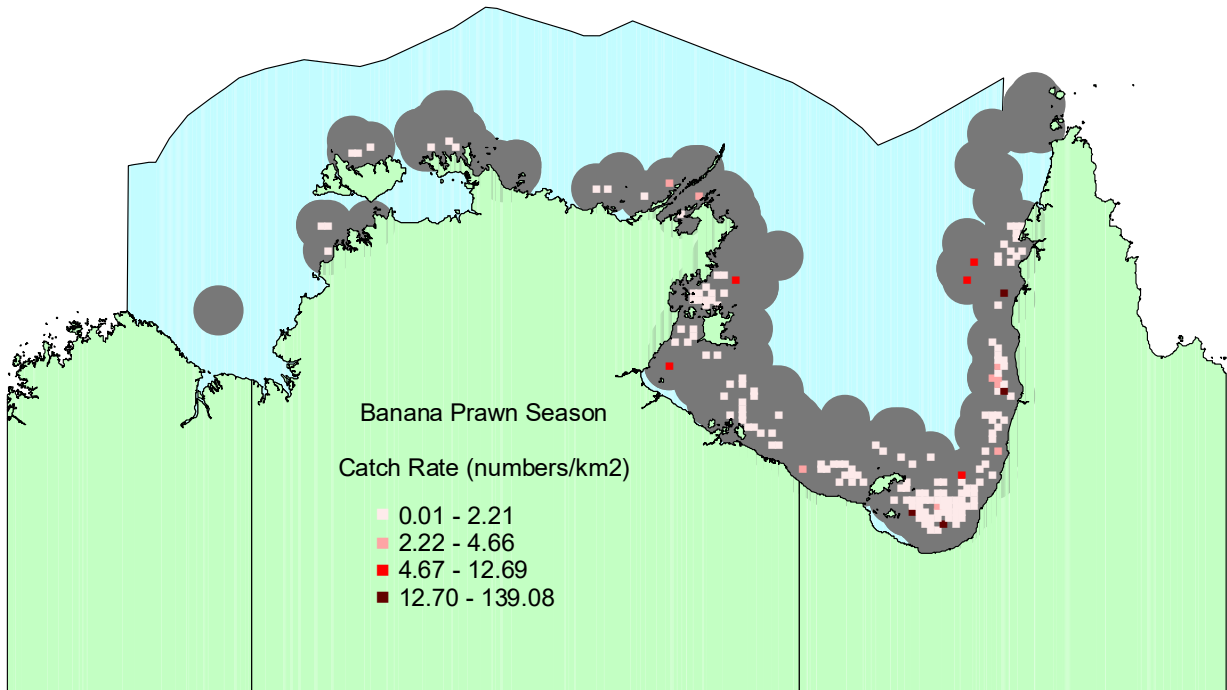 Banana Prawn Season
Catch Rate (numbers/km2)
0.01 - 2.21
2.22 - 4.66
4.67 - 12.69
12.70 - 139.08